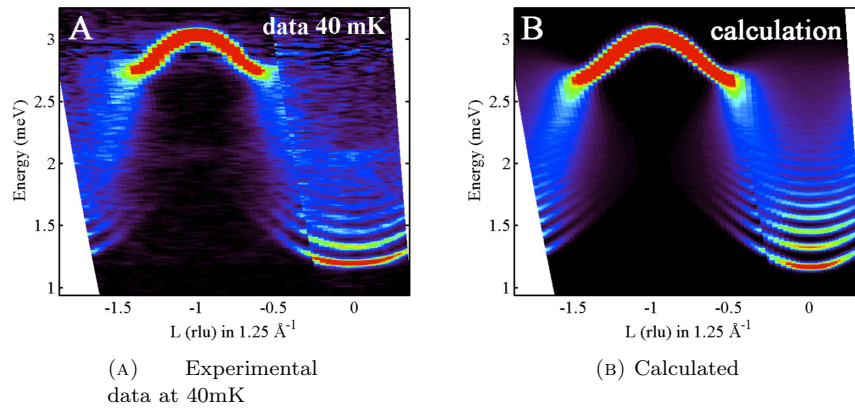 A
data 40 mK
3
2.5
2
1.5
1
Energy (meV)
-1.5
-1
-0.5
0
L (rlu) in 1.25 Å⁻¹
(A) Experimental
data at 40mK
B
calculation
3
2.5
2
1.5
1
Energy (meV)
-1.5
-1
-0.5
0
L (rlu) in 1.25 Å⁻¹
(B) Calculated